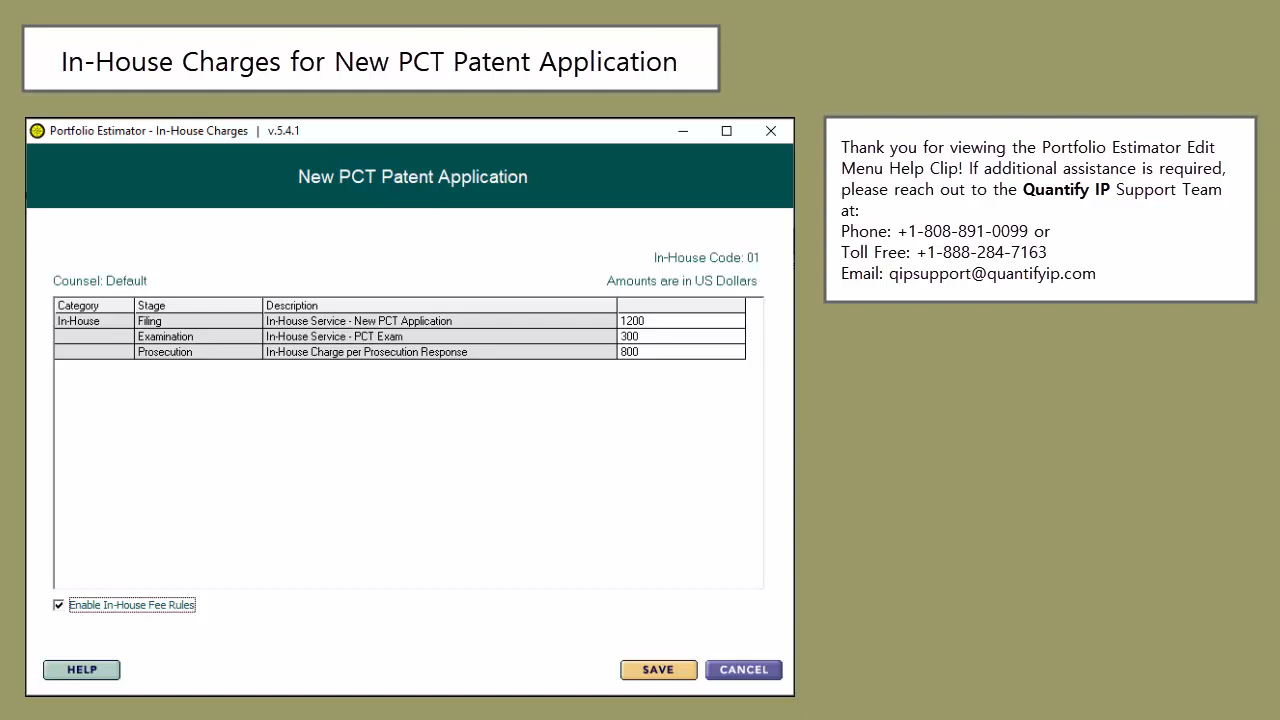 In-House Charges for New PCT Patent Application
Portfolio Estimator - In-House Charges | v.5.4.1
New PCT Patent Application
In-House Code: 01
Counsel: Default Amounts are in US Dollars
Category Stage Description
In-House Filing In-House Service - New PCT Application 1200
Examination In-House Service - PCT Exam 300
Prosecution In-House Charge per Prosecution Response 800
Enable In-House Fee Rules
HELP SAVE CANCEL
Thank you for viewing the Portfolio Estimator Edit
Menu Help Clip! If additional assistance is required,
please reach out to the Quantify IP Support Team
at:
Phone: +1-808-891-0099 or
Toll Free: +1-888-284-7163
Email: qipsupport@quantifyip.com